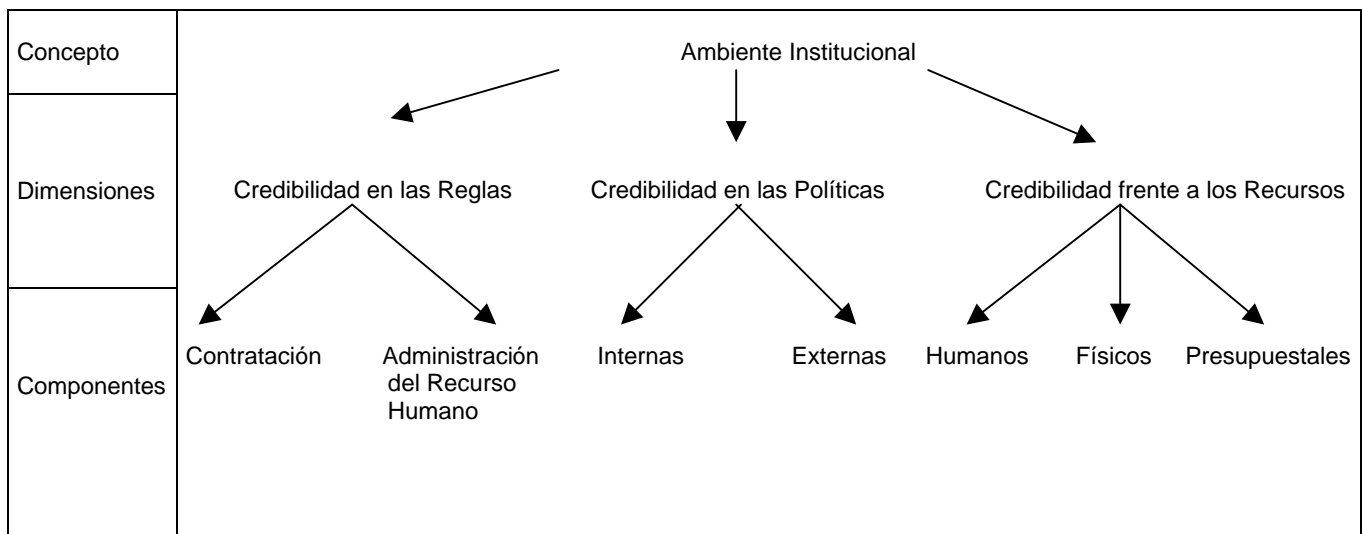 Concepto
Ambiente Institucional
Dimensiones
Credibilidad en las Reglas
Credibilidad en las Políticas
Credibilidad frente a los Recursos
Componentes
Contratación
Administración
del Recurso
Humano
Internas
Externas
Humanos
Físicos
Presupuestales